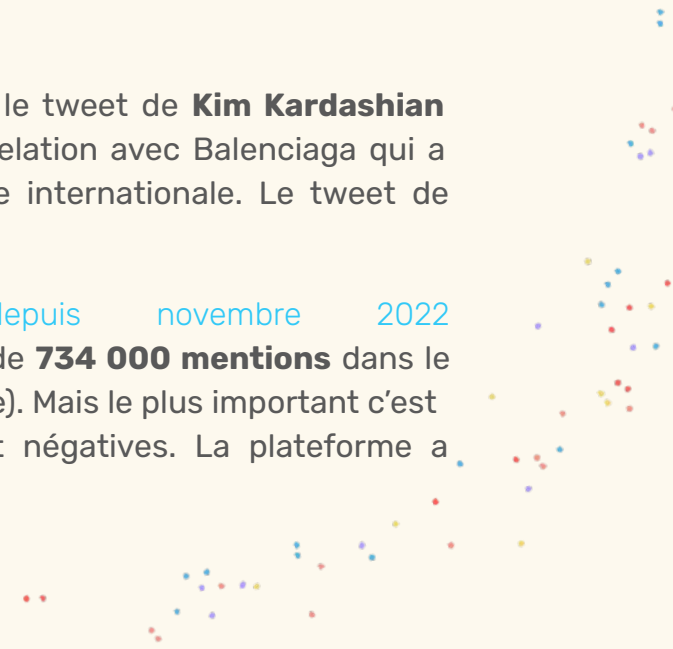 le tweet de Kim Kardashian
elation avec Balenciaga qui a
e internationale. Le tweet de
depuis novembre 2022
de 734 000 mentions dans le
e). Mais le plus important c’est
t négatives. La plateforme a